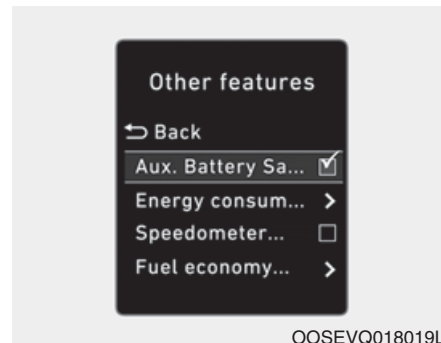 Other features
Back
Aux. Battery Sa...
Energy consum...
Speedometer...
Fuel economy...
OOSEVQ018019L